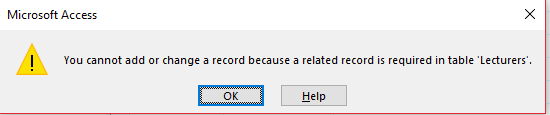 Microsoft Access
You cannot add or change a record because a related record is required in table 'Lecturers'.
OK
Help